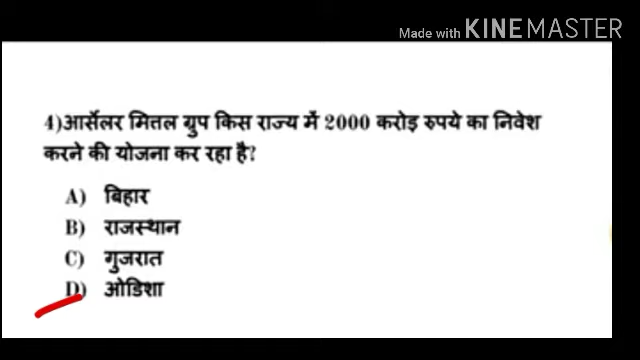 Made with KINEMASTER
4)आर्सेलर मित्तल ग्रुप किस राज्य में 2000 करोड़ रुपये का निवेश
करने की योजना कर रहा है?
A) बिहार
B) राजस्थान
C) गुजरात
D) ओडिशा